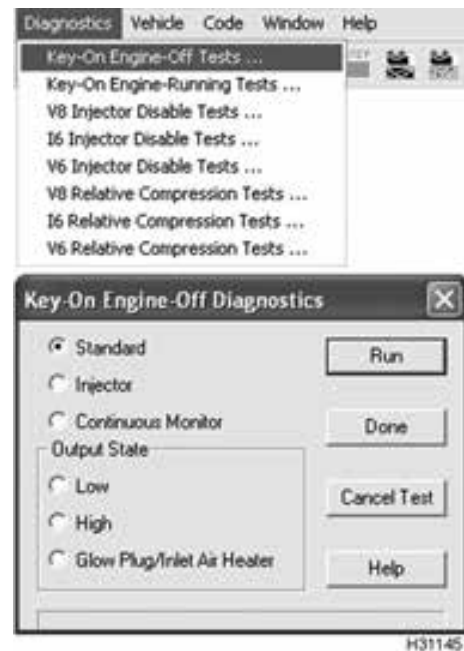 Diagnostics Vehicle Code Window Help
Key-On Engine-Off Tests ...
Key-On Engine-Running Tests ...
V8 Injector Disable Tests ...
I6 Injector Disable Tests ...
V6 Injector Disable Tests ...
V8 Relative Compression Tests ...
I6 Relative Compression Tests ...
V6 Relative Compression Tests ...
Key-On Engine-Off Diagnostics
Standard
Run
Injector
Continuous Monitor
Done
Output State
Low
Cancel Test
High
Glow Plug/Inlet Air Heater
Help
H31145